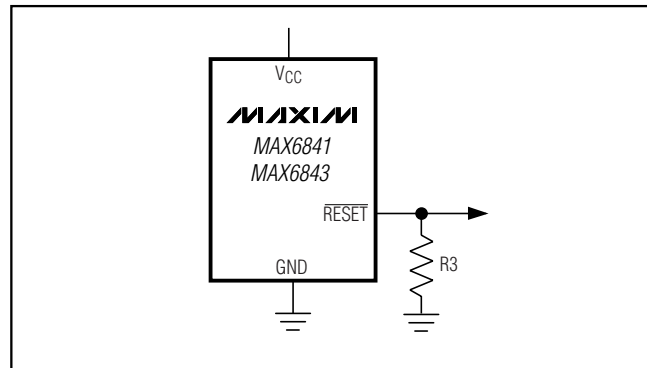 VCC
MAXIM
MAX6841
MAX6843
RESET
R3
GND